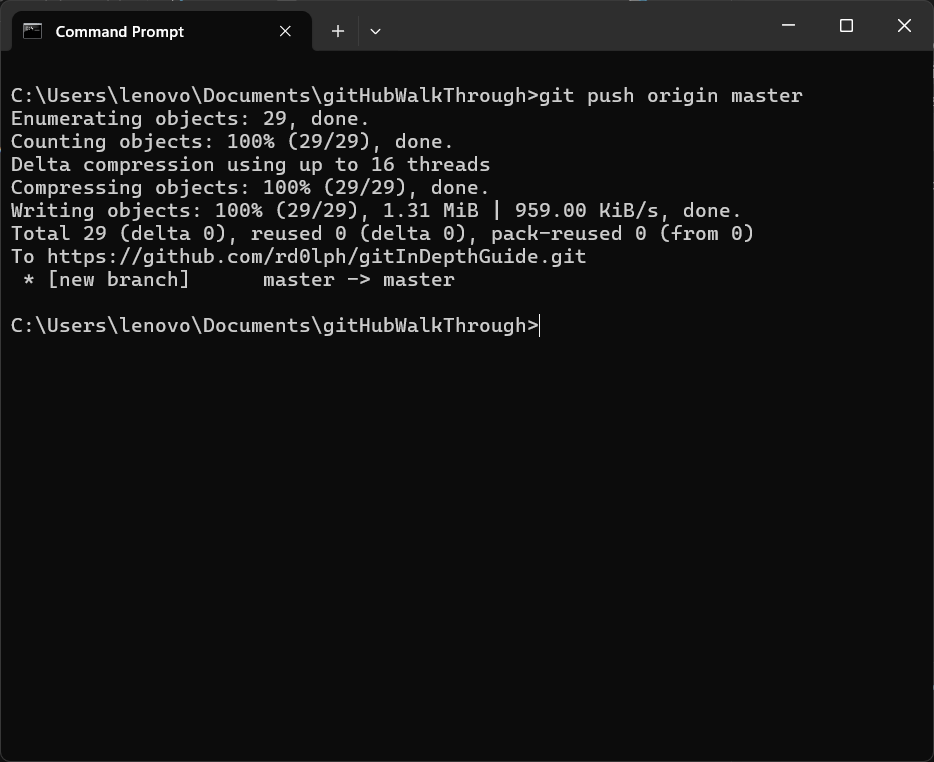 Command Prompt
C:\Users\lenovo\Documents\gitHubWalkThrough>git push origin master
Enumerating objects: 29, done.
Counting objects: 100% (29/29), done.
Delta compression using up to 16 threads
Compressing objects: 100% (29/29), done.
Writing objects: 100% (29/29), 1.31 MiB | 959.00 KiB/s, done.
Total 29 (delta 0), reused 0 (delta 0), pack-reused 0 (from 0)
To https://github.com/rd0lph/gitInDepthGuide.git
 * [new branch]      master -> master
C:\Users\lenovo\Documents\gitHubWalkThrough>